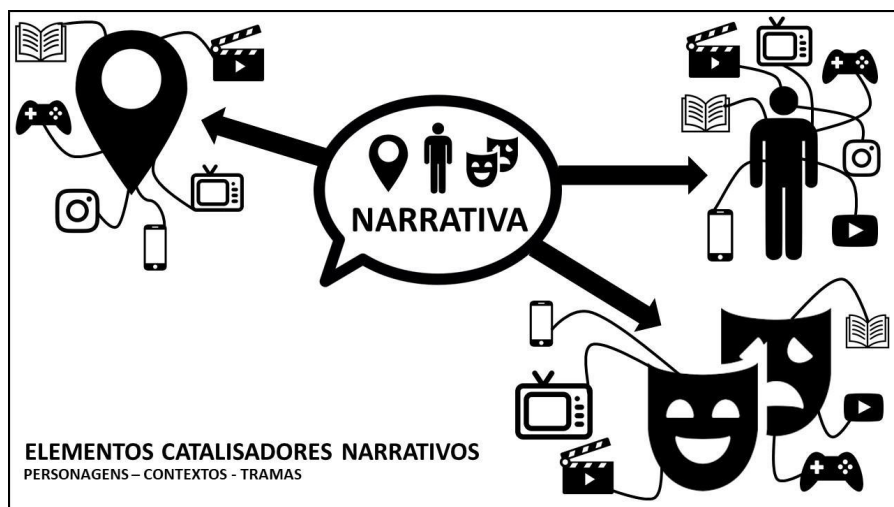 NARRATIVA
ELEMENTOS CATALISADORES NARRATIVOS
PERSONAGENS – CONTEXTOS - TRAMAS